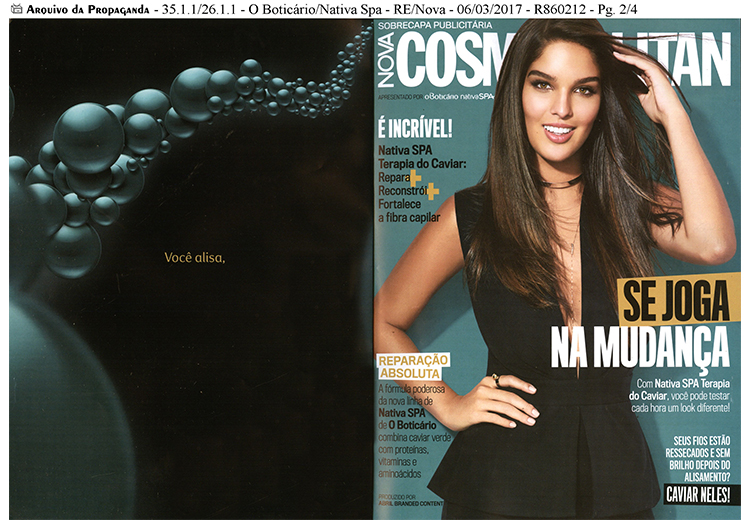 Arquivo da Propaganda - 35.1.1/26.1.1 - O Boticário/Nativa Spa - RE/Nova - 06/03/2017 - R860212 - Pg. 2/4
Você alisa,
SOBRECAPA PUBLICITÁRIA
NOVA
COSMOPOLITAN
APRESENTADO POR oBoticário nativaSPA
É INCRÍVEL!
Nativa SPA
Terapia do Caviar:
Repara+
Reconstrói+
Fortalece
a fibra capilar
SE JOGA
NA MUDANÇA
Com Nativa SPA Terapia
do Caviar, você pode testar
cada hora um look diferente!
REPARAÇÃO
ABSOLUTA
A fórmula poderosa
da nova linha de
Nativa SPA
de O Boticário
combina caviar verde
com proteínas,
vitaminas e
aminoácidos
SEUS FIOS ESTÃO
RESSECADOS E SEM
BRILHO DEPOIS DO
ALISAMENTO?
CAVIAR NELES!
PRODUZIDO POR
ABRIL BRANDED CONTENT